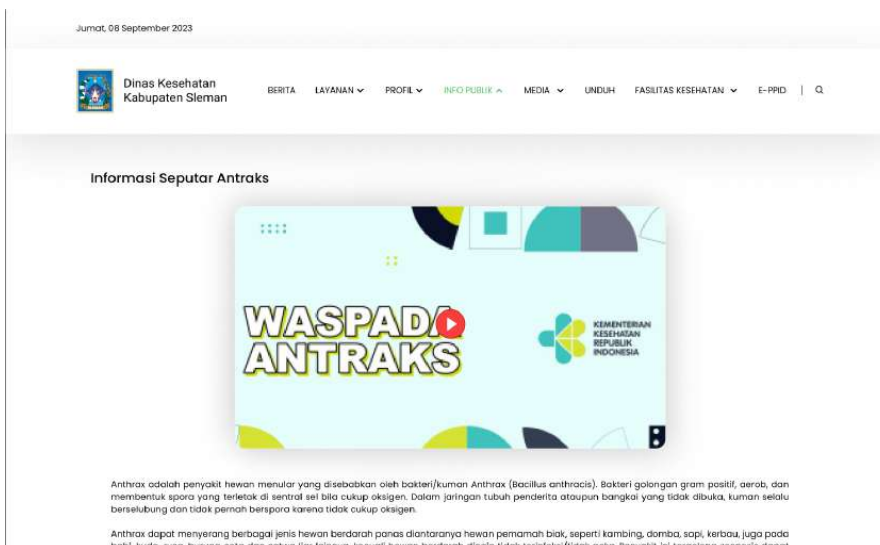 Jumat, 08 September 2023
Dinas Kesehatan
Kabupaten Sleman
BERITA LAYANAN PROFIL INFO PUBLIK MEDIA UNDUH FASILITAS KESEHATAN E-PPID |
Informasi Seputar Antraks
WASPADA
ANTRAKS
KEMENTERIAN
KESEHATAN
REPUBLIK
INDONESIA
Anthrax adalah penyakit hewan menular yang disebabkan oleh bakteri/kuman Anthrax (Bacillus anthracis). Bakteri golongan gram positif, aerob, dan
membentuk spora yang terletak di sentral sel bila cukup oksigen. Dalam jaringan tubuh penderita ataupun bangkai yang tidak dibuka, kuman selalu
berselubung dan tidak pernah berspora karena tidak cukup oksigen.
Anthrax dapat menyerang berbagai jenis hewan berdarah panas diantaranya hewan pemamah biak, seperti kambing, domba, sapi, kerbau, juga pada